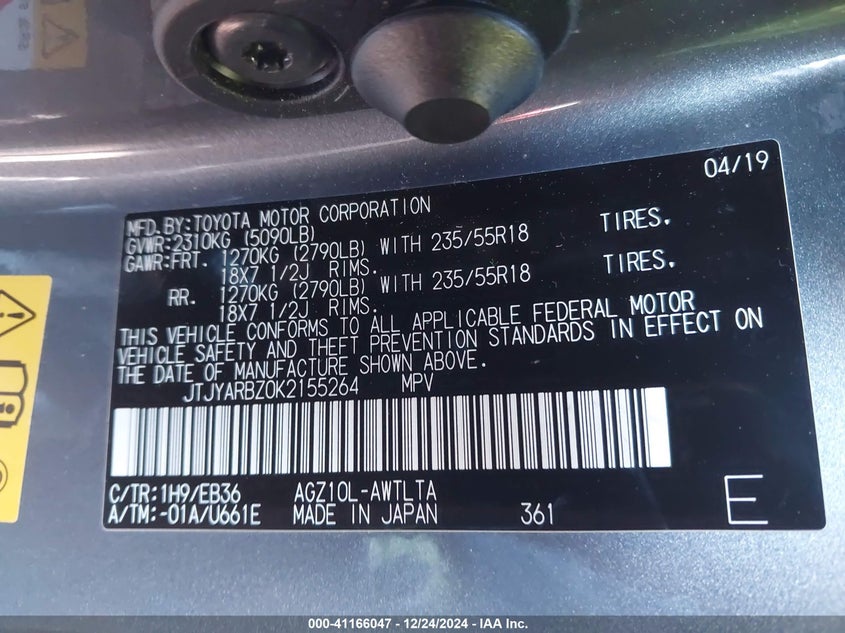 04/19
MFD.BY:TOYOTA MOTOR CORPORATION
GVWR:2310KG (5090LB)
GAWR:FRT. 1270KG (2790LB) WITH 235/55R18 TIRES.
18X7 1/2J RIMS.
RR. 1270KG (2790LB) WITH 235/55R18 TIRES.
18X7 1/2J RIMS.
THIS VEHICLE CONFORMS TO ALL APPLICABLE FEDERAL MOTOR
VEHICLE SAFETY AND THEFT PREVENTION STANDARDS IN EFFECT ON
THE DATE OF MANUFACTURE SHOWN ABOVE.
JTJYARBZ0K2155264 MPV
C/TR:1H9/EB36 AGZ10L-AWTLTA
A/TM:-01A/U661E MADE IN JAPAN 361
E
000-41166047 - 12/24/2024 - IAA Inc.